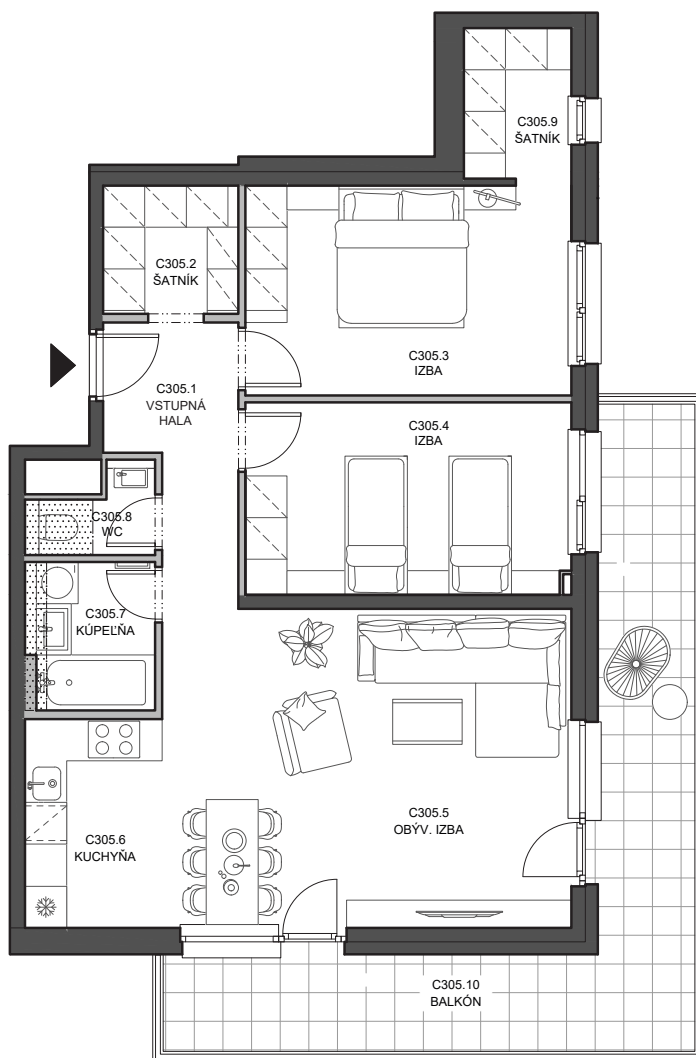 C305.9
ŠATNÍK
C305.2
ŠATNÍK
C305.3
IZBA
C305.1
VSTUPNÁ
HALA
C305.4
IZBA
C305.8
WC
C305.7
KÚPEĽŇA
C305.5
OBÝV. IZBA
C305.6
KUCHYŇA
C305.10
BALKÓN